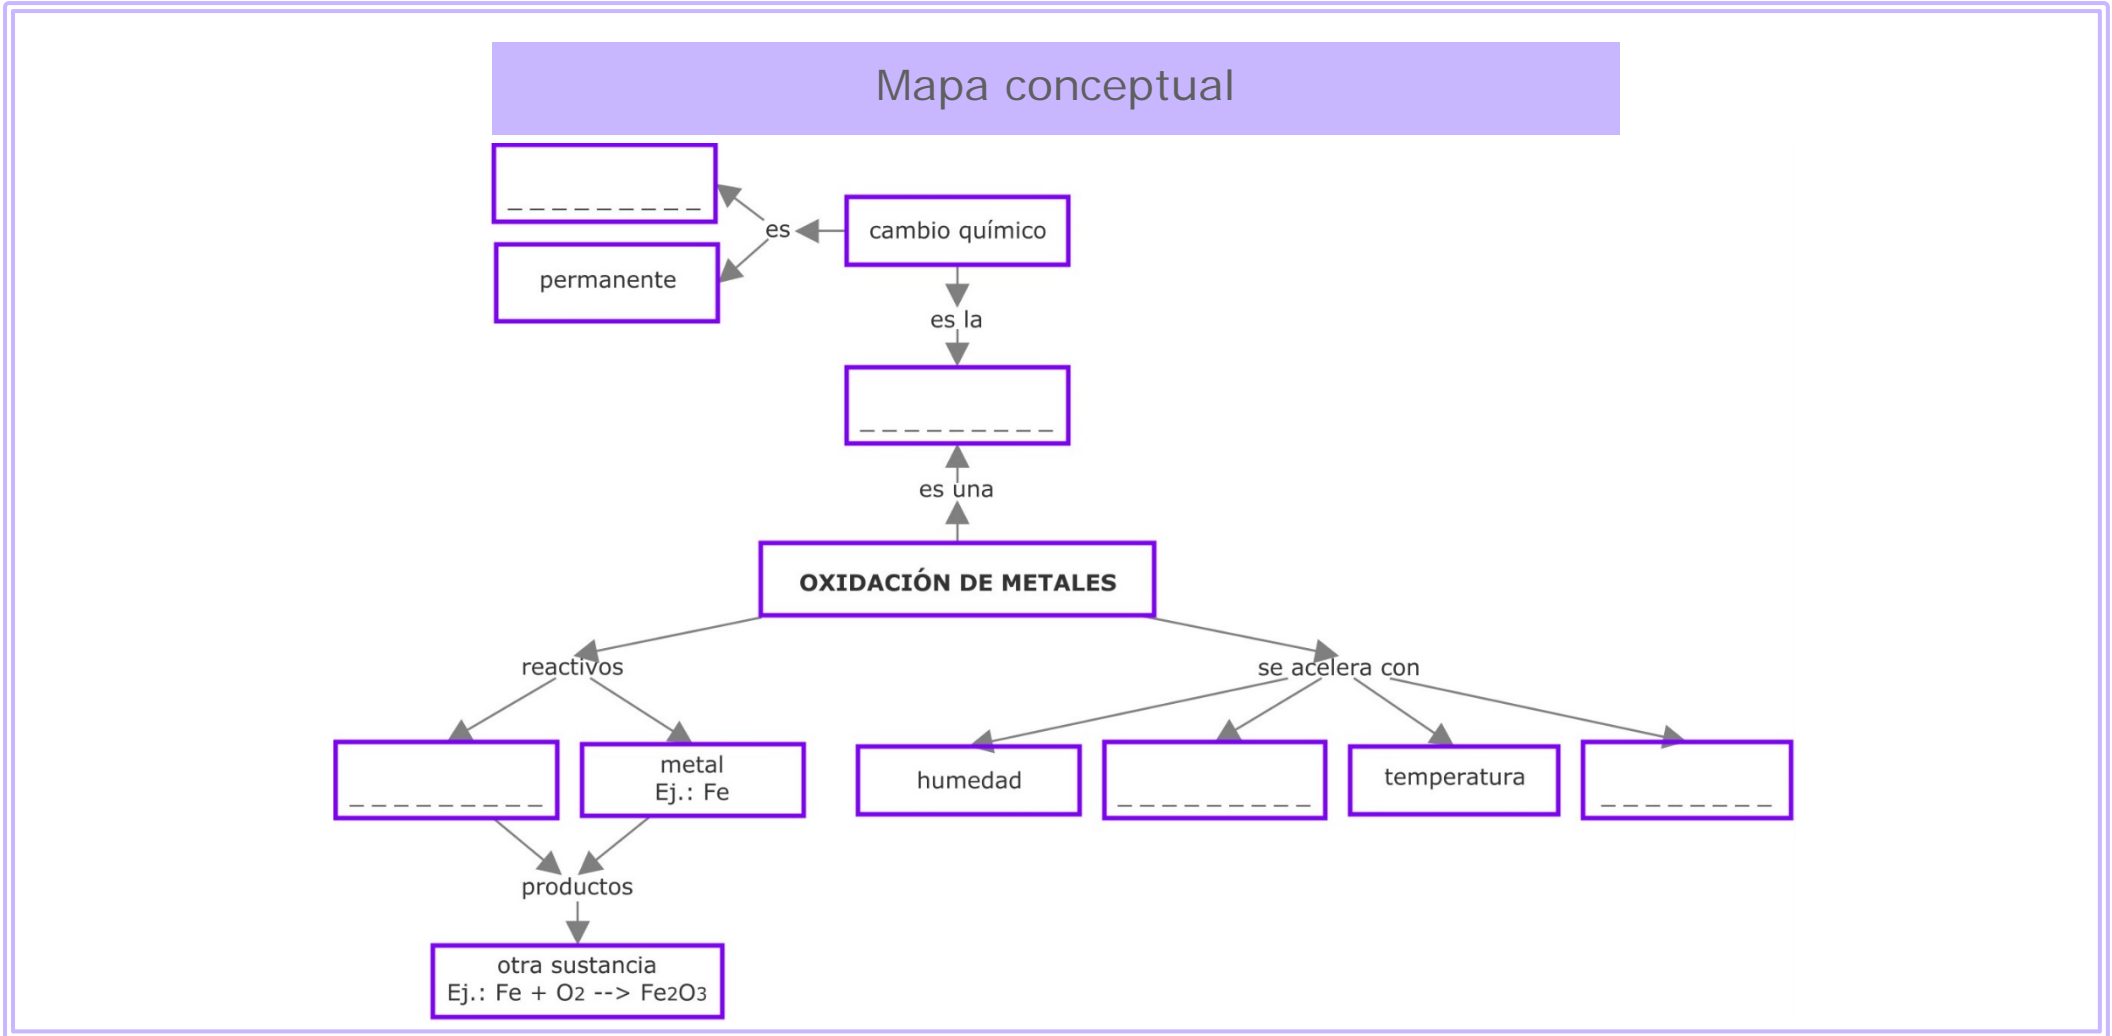 Mapa conceptual
_ _ _ _ _ _ _ _ _
es
cambio químico
permanente
es la
_ _ _ _ _ _ _ _ _
es una
OXIDACIÓN DE METALES
reactivos
se acelera con
_ _ _ _ _ _ _ _ _
metal
Ej.: Fe
humedad
_ _ _ _ _ _ _ _ _
temperatura
_ _ _ _ _ _ _ _
productos
otra sustancia
Ej.: Fe + O2 --> Fe2O3